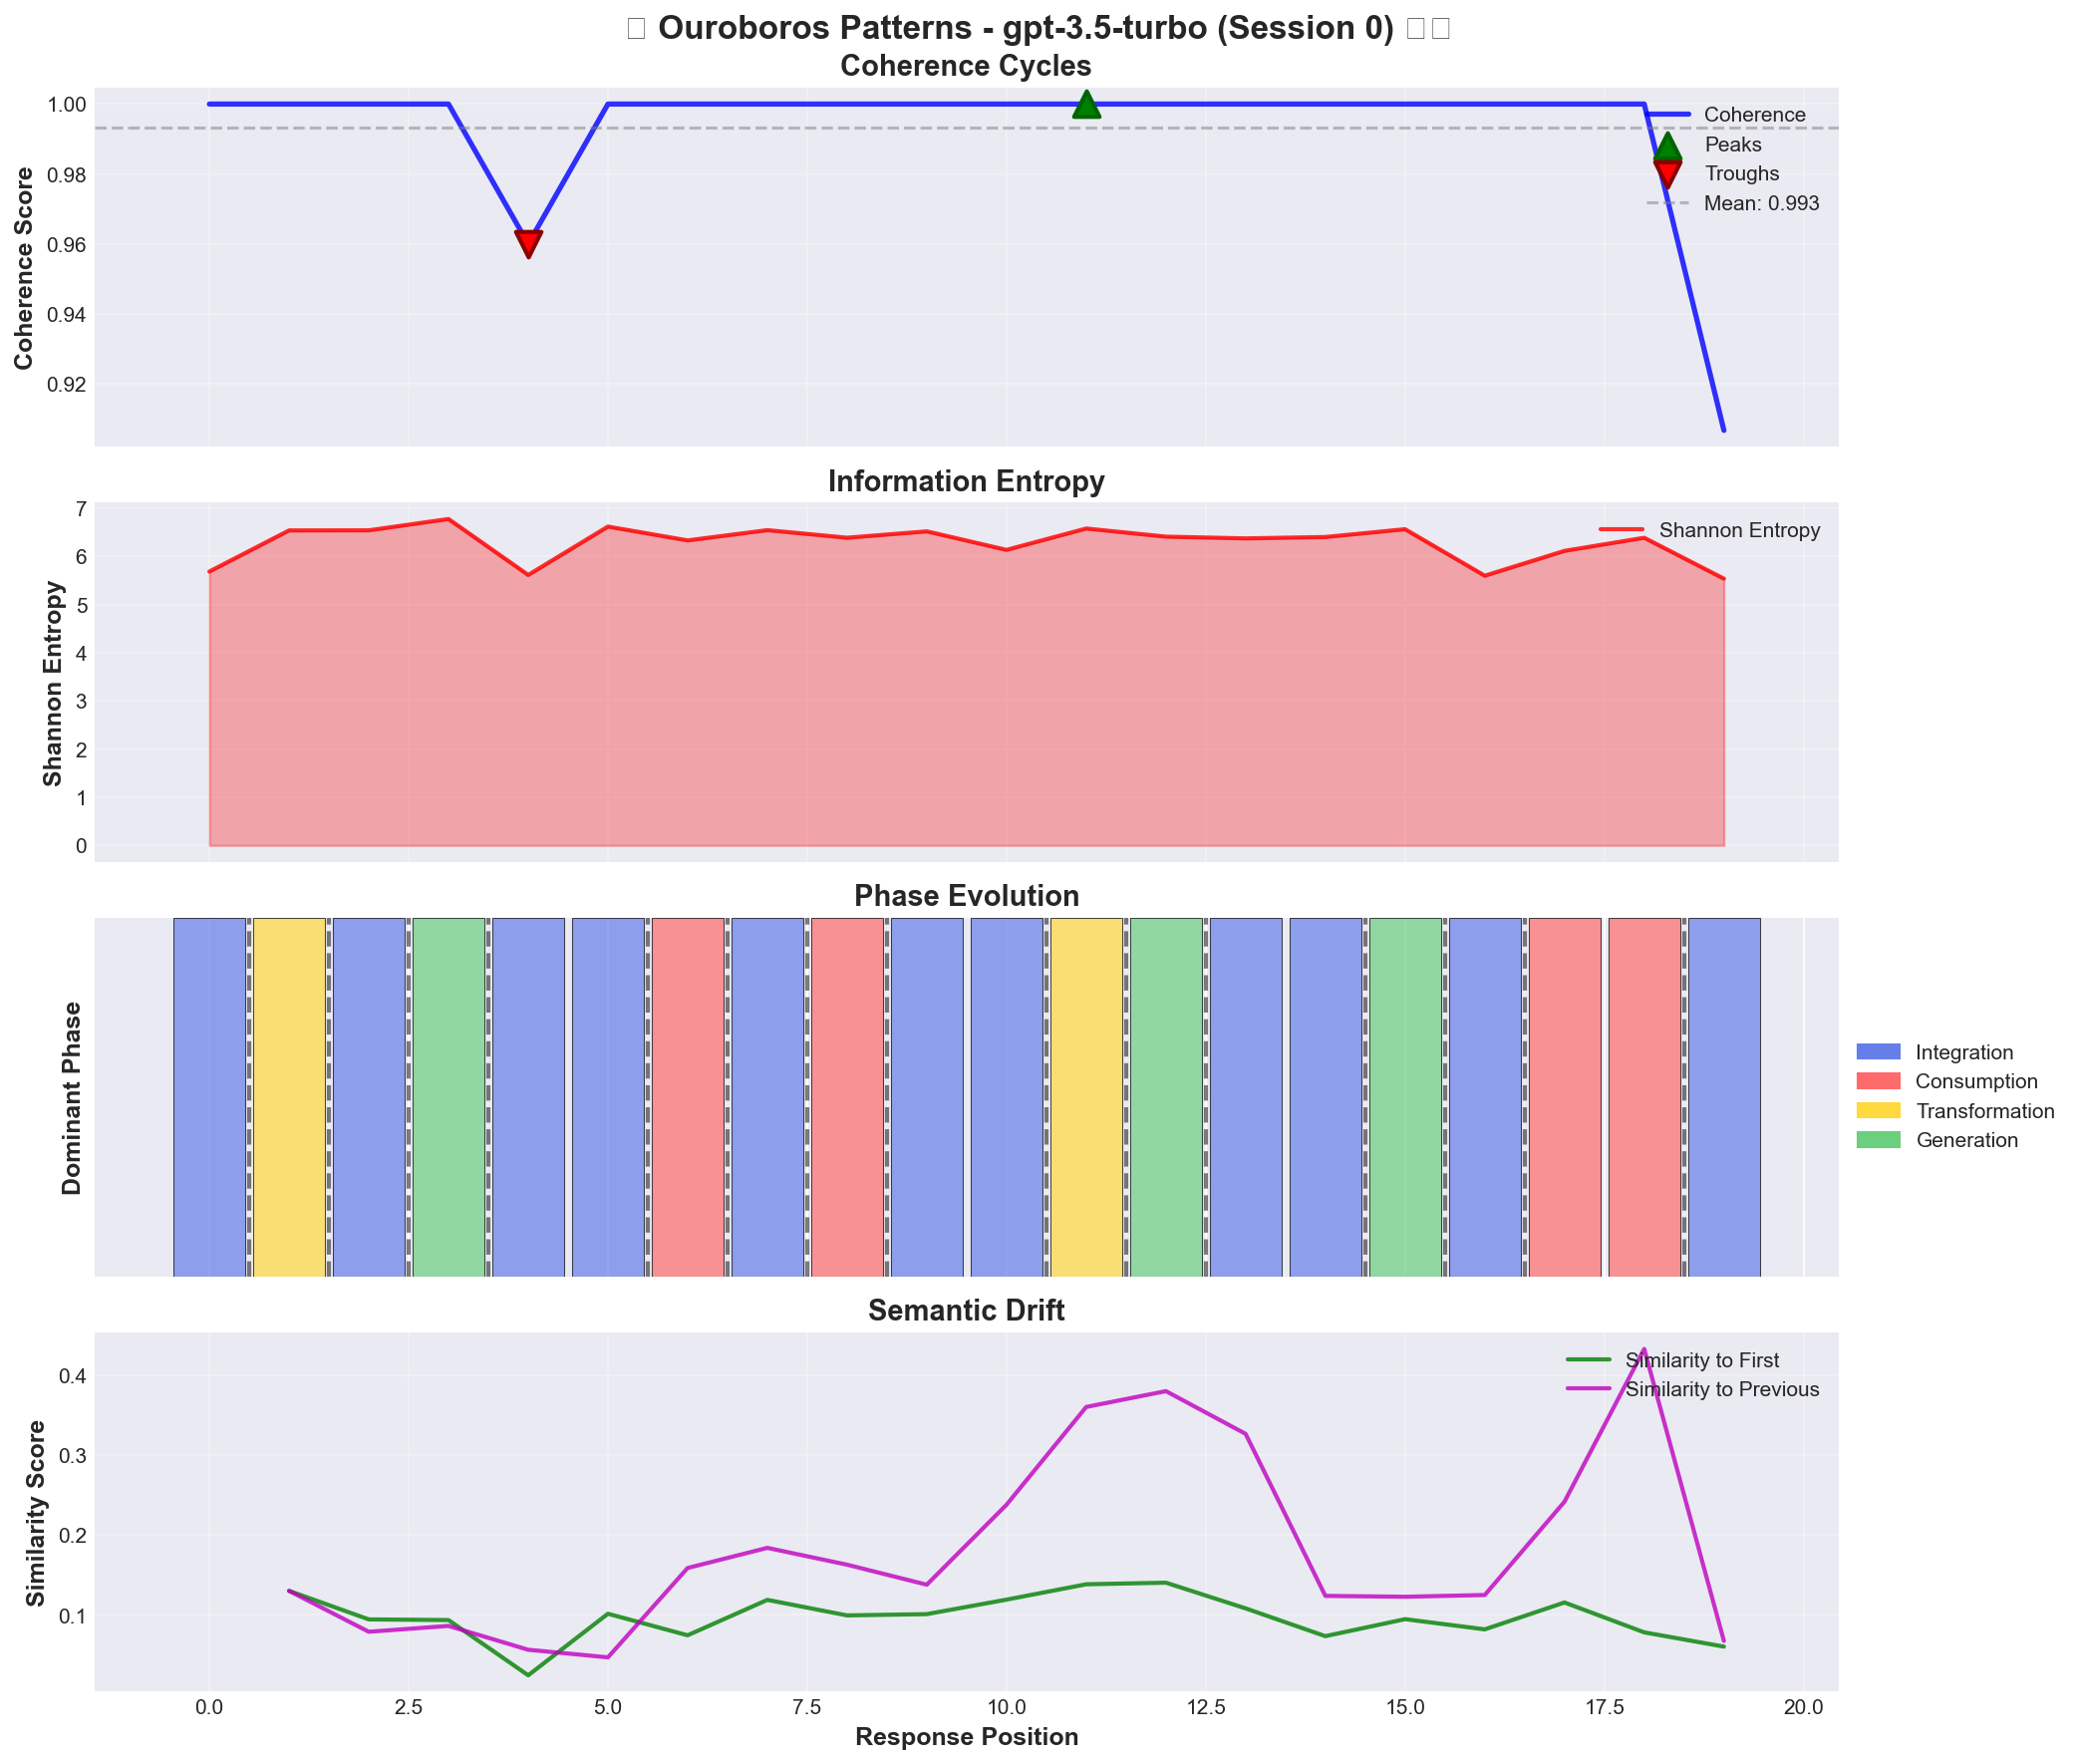 Ouroboros Patterns - gpt-3.5-turbo (Session 0)
Coherence Cycles
Coherence Score
1.00
0.98
0.96
0.94
0.92
Coherence
Peaks
Troughs
Mean: 0.993
Information Entropy
Shannon Entropy
7
6
5
4
3
2
1
0
Shannon Entropy
Phase Evolution
Dominant Phase
Integration
Consumption
Transformation
Generation
Semantic Drift
Similarity Score
0.4
0.3
0.2
0.1
Similarity to First
Similarity to Previous
0.0 2.5 5.0 7.5 10.0 12.5 15.0 17.5 20.0
Response Position